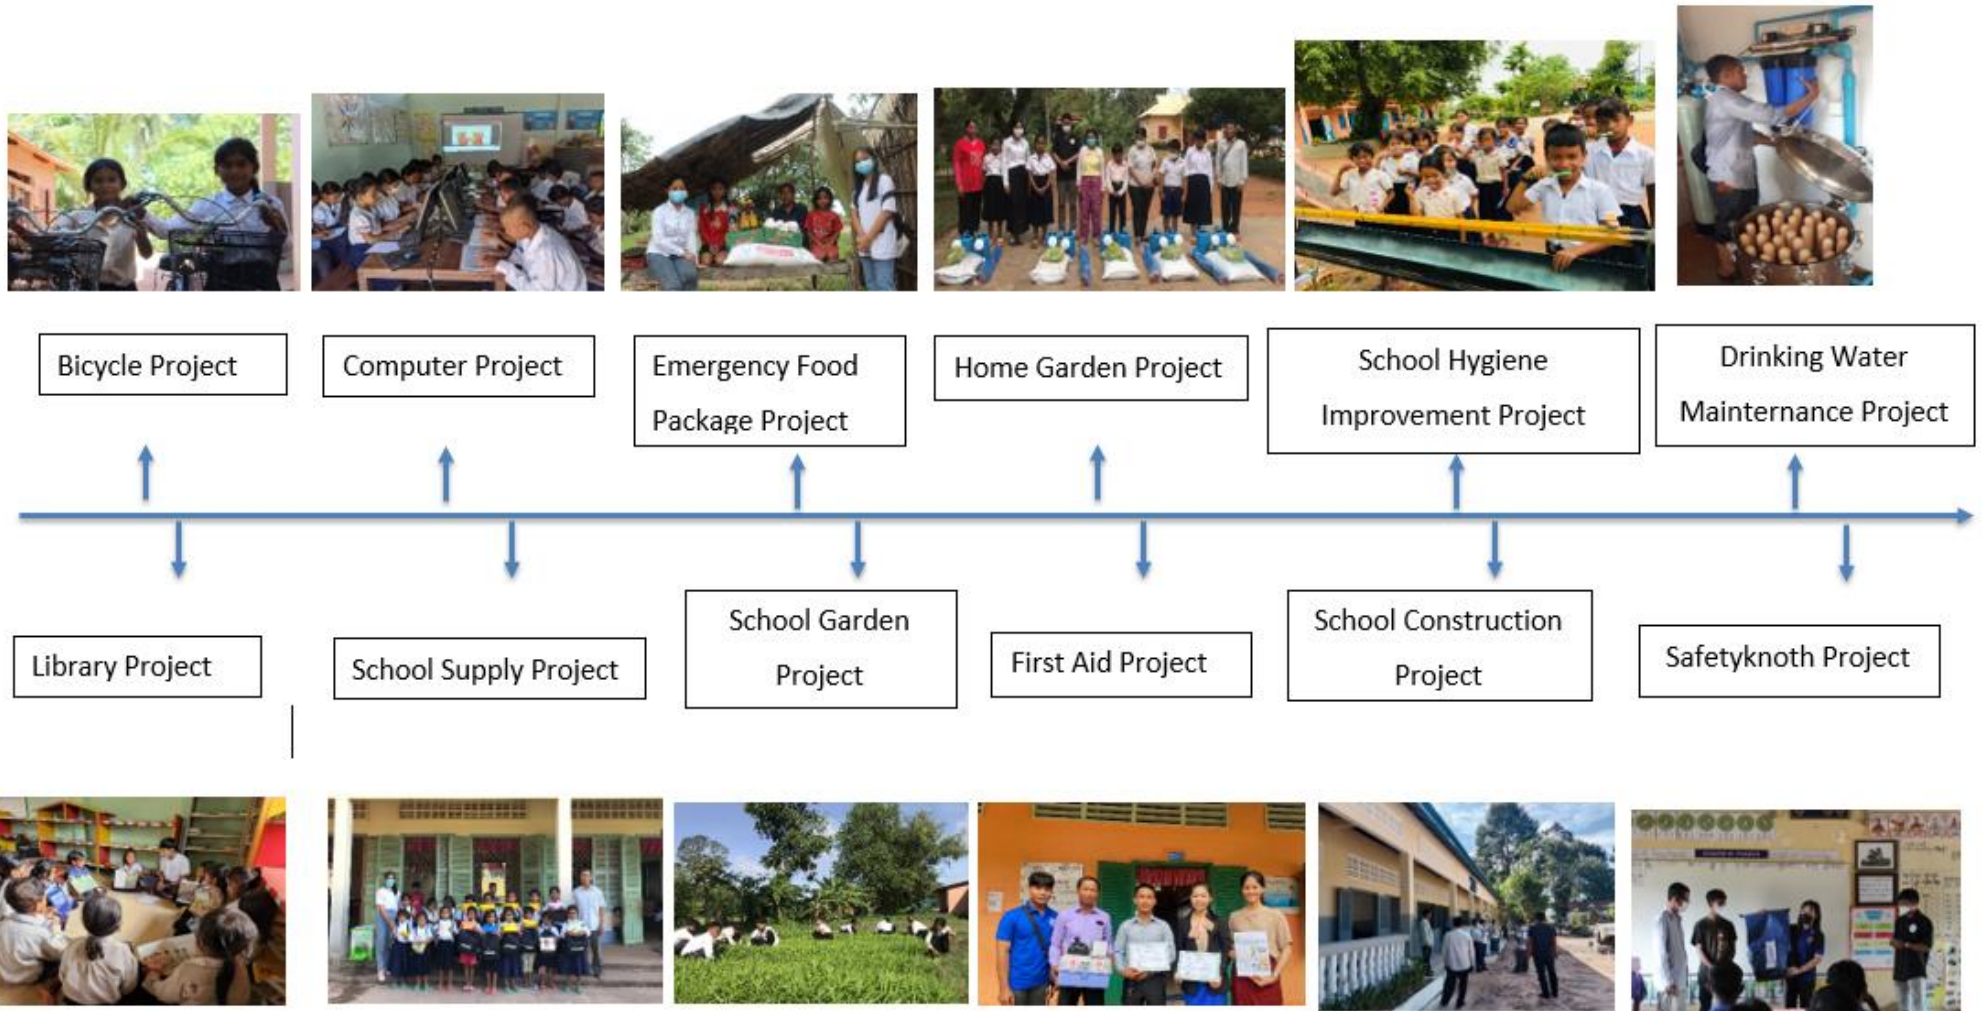 Bicycle Project
Computer Project
Emergency Food
Package Project
Home Garden Project
School Hygiene
Improvement Project
Drinking Water
Mainternance Project
Library Project
School Supply Project
School Garden
Project
First Aid Project
School Construction
Project
Safetyknoth Project